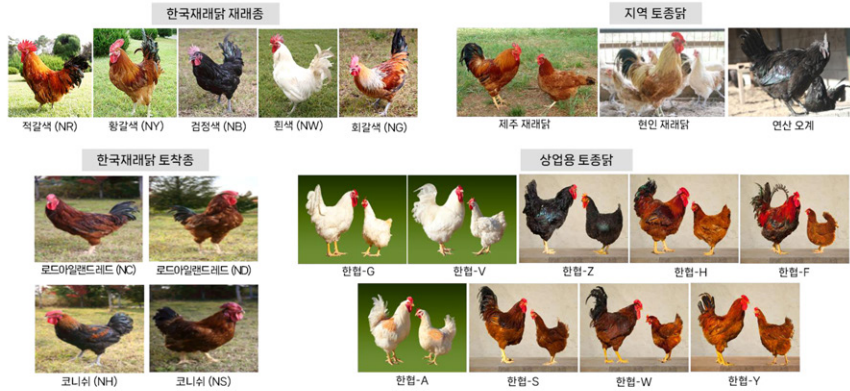 한국재래닭 재래종
적갈색 (NR)
황갈색 (NY)
검정색 (NB)
흰색 (NW)
회갈색 (NG)
지역 토종닭
제주 재래닭
현인 재래닭
연산 오계
한국재래닭 토착종
로드아일랜드레드 (NC)
로드아일랜드레드 (ND)
코니쉬 (NH)
코니쉬 (NS)
상업용 토종닭
한협-G
한협-V
한협-Z
한협-H
한협-F
한협-A
한협-S
한협-W
한협-Y